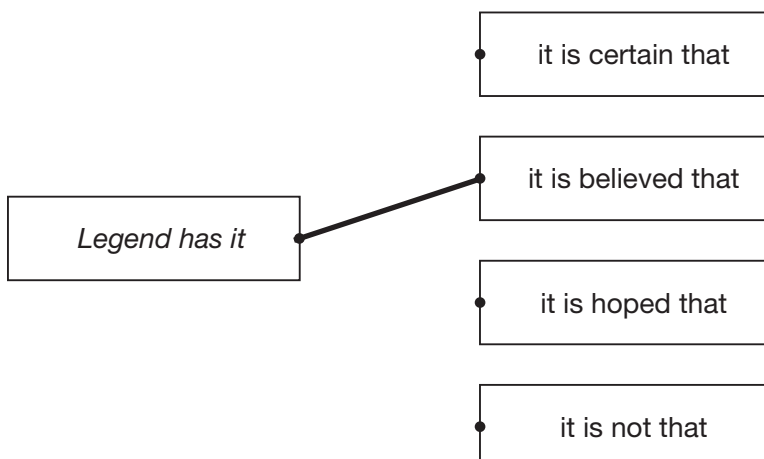 it is certain that
it is believed that
Legend has it
it is hoped that
it is not that